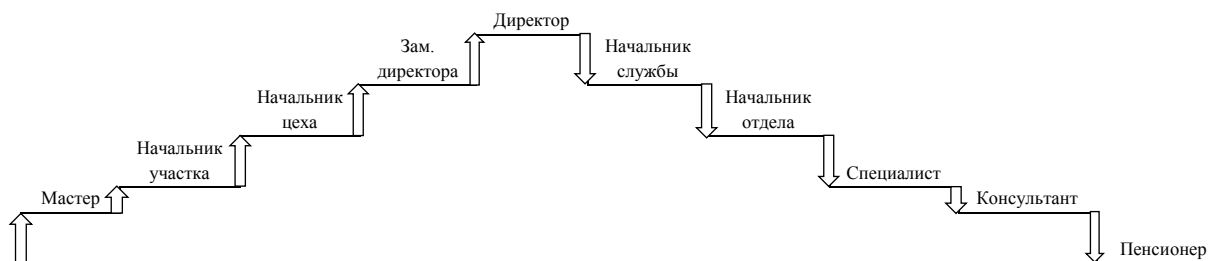 Директор
Зам.
директора
Начальник
службы
Начальник
цеха
Начальник
отдела
Начальник
участка
Специалист
Мастер
Консультант
Пенсионер